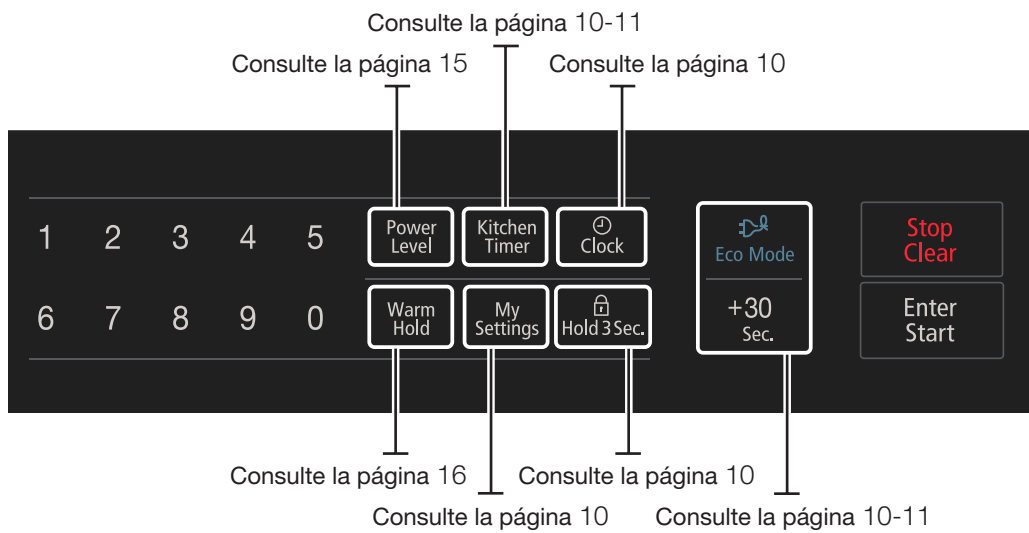 Consulte la página 10-11
Consulte la página 15
Consulte la página 10
1 2 3 4 5
Power
Level
Kitchen
Timer
Clock
Eco Mode
Stop
Clear
6 7 8 9 0
Warm
Hold
My
Settings
Hold 3 Sec.
+30
Sec.
Enter
Start
Consulte la página 16
Consulte la página 10
Consulte la página 10
Consulte la página 10-11